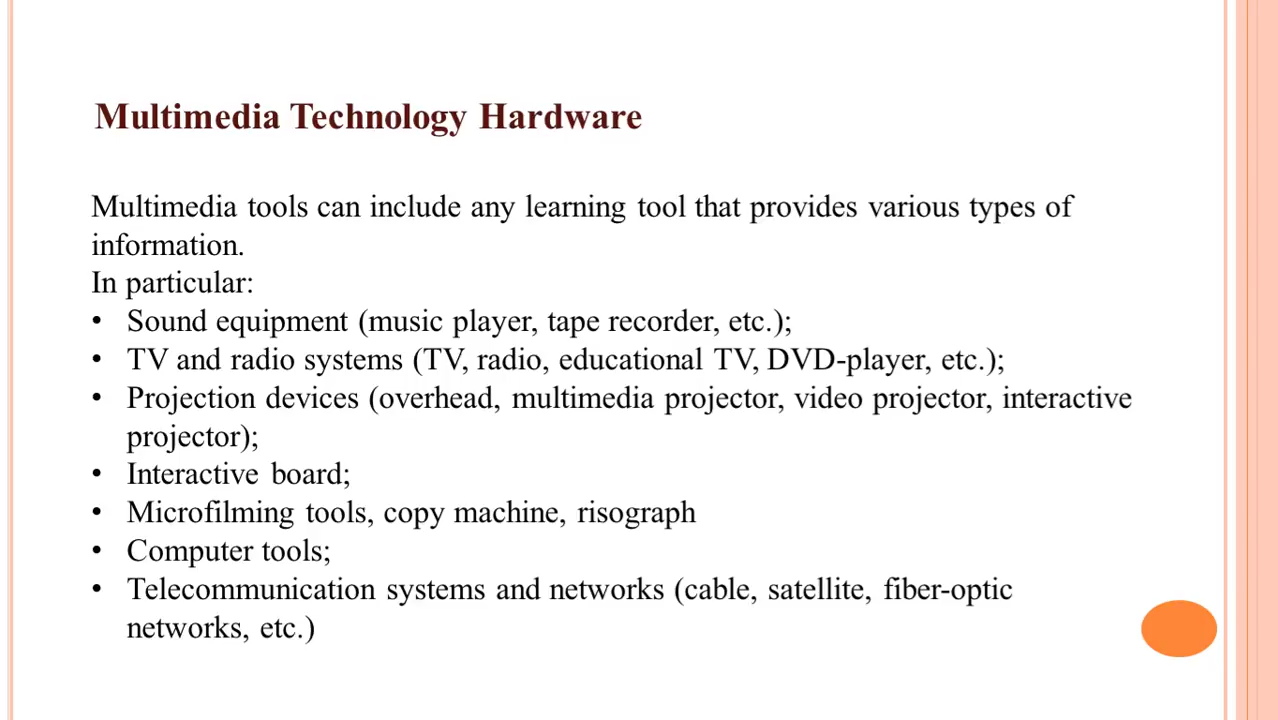 Multimedia Technology Hardware
Multimedia tools can include any learning tool that provides various types of
information.
In particular:
• Sound equipment (music player, tape recorder, etc.);
• TV and radio systems (TV, radio, educational TV, DVD-player, etc.);
• Projection devices (overhead, multimedia projector, video projector, interactive
projector);
• Interactive board;
• Microfilming tools, copy machine, risograph
• Computer tools;
• Telecommunication systems and networks (cable, satellite, fiber-optic
networks, etc.)